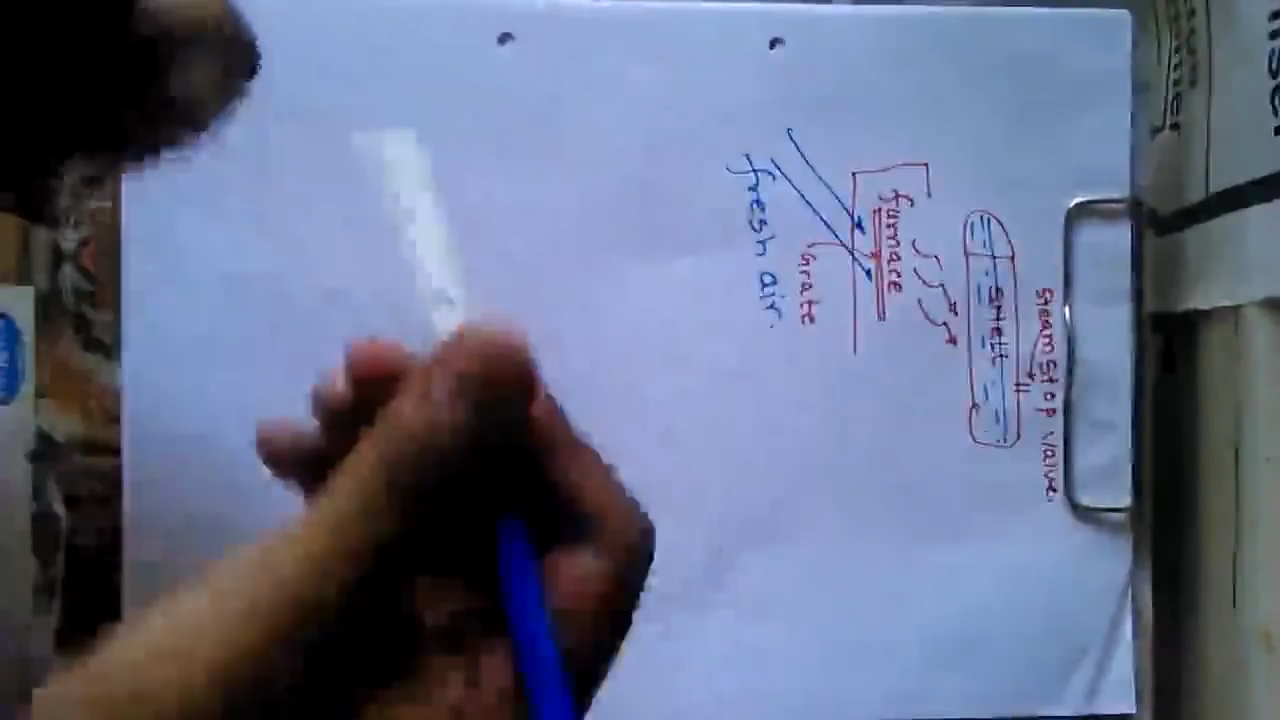 Steam Stop Valve.
SHELL
furnace
Grate
fresh air.